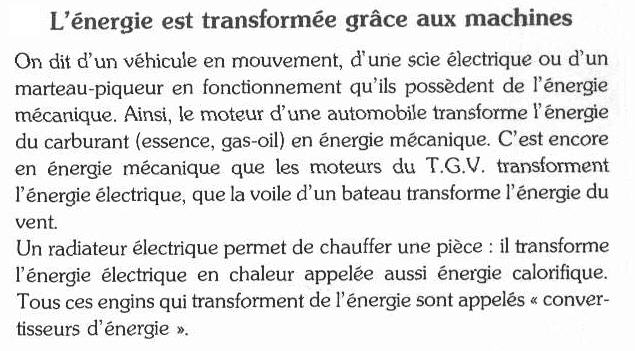 L'énergie est transformée grâce aux machines
On dit d'un véhicule en mouvement, d'une scie électrique ou d'un
marteau-piqueur en fonctionnement qu'ils possèdent de l'énergie
mécanique. Ainsi, le moteur d'une automobile transforme l'énergie
du carburant (essence, gas-oil) en énergie mécanique. C'est encore
en énergie mécanique que les moteurs du T.G.V. transforment
l'énergie électrique, que la voile d'un bateau transforme l'énergie du
vent.
Un radiateur électrique permet de chauffer une pièce : il transforme
l'énergie électrique en chaleur appelée aussi énergie calorifique.
Tous ces engins qui transforment de l'énergie sont appelés « conver-
tisseurs d'énergie ».